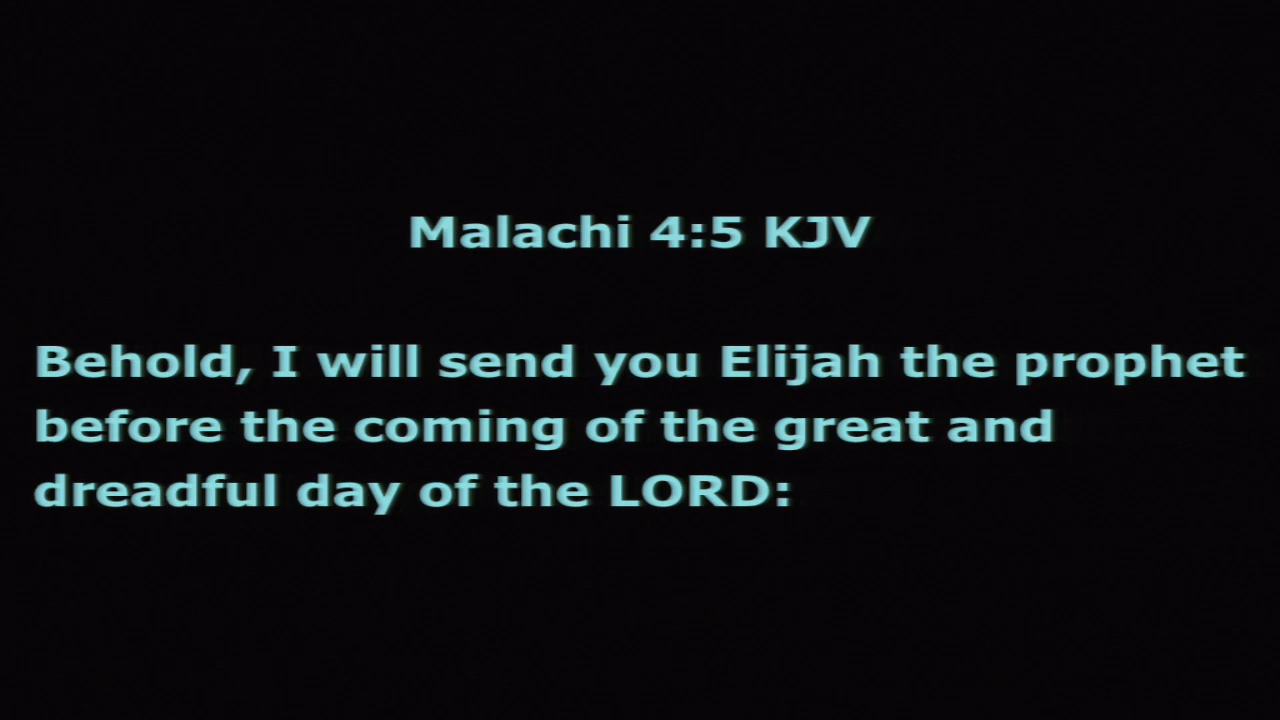 Malachi 4:5 KJV
Behold, I will send you Elijah the prophet
before the coming of the great and
dreadful day of the LORD: